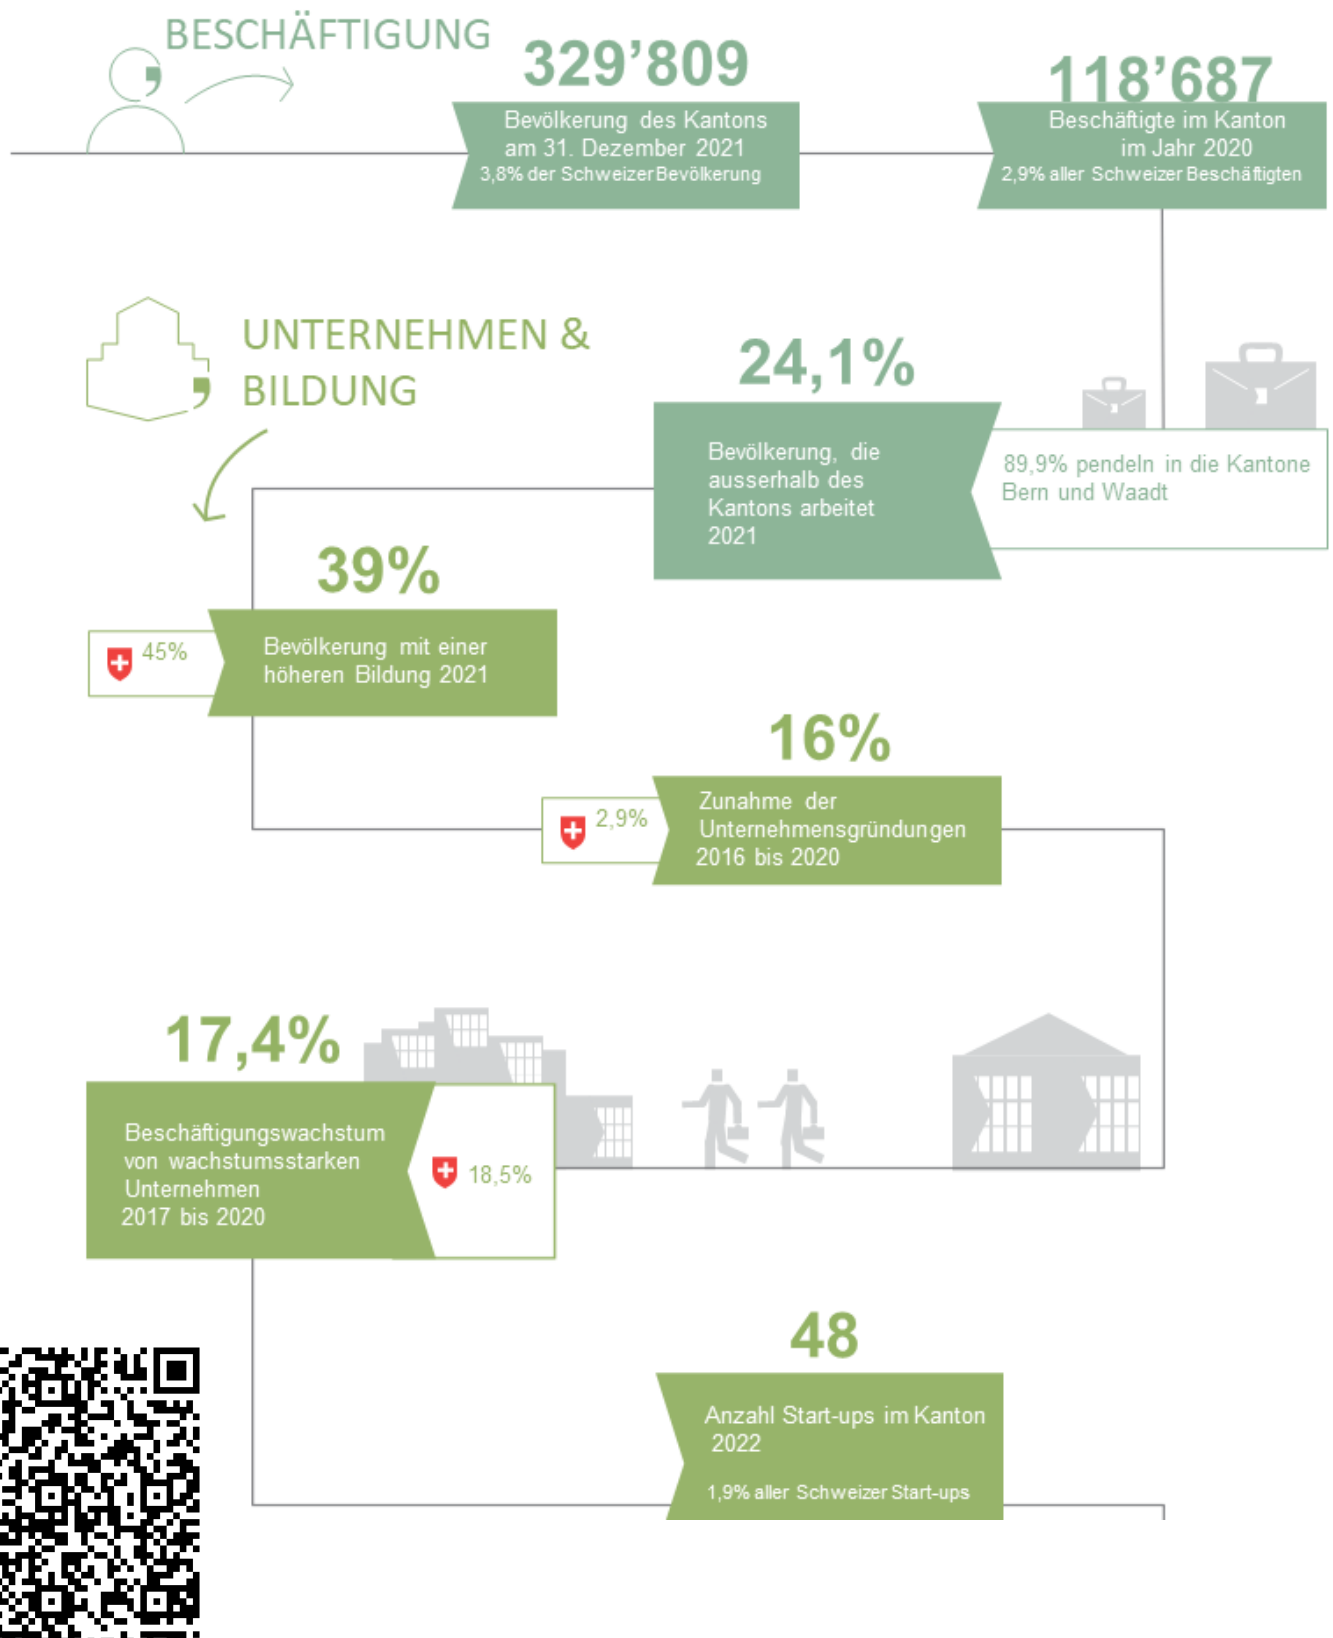 BESCHÄFTIGUNG
329’809
Bevölkerung des Kantons
am 31. Dezember 2021
3,8% der Schweizer Bevölkerung
118’687
Beschäftigte im Kanton
im Jahr 2020
2,9% aller Schweizer Beschäftigten
UNTERNEHMEN &
BILDUNG
24,1%
Bevölkerung, die
ausserhalb des
Kantons arbeitet
2021
89,9% pendeln in die Kantone
Bern und Waadt
39%
45%
Bevölkerung mit einer
höheren Bildung 2021
16%
2,9%
Zunahme der
Unternehmensgründungen
2016 bis 2020
17,4%
Beschäftigungswachstum
von wachstumsstarken
Unternehmen
2017 bis 2020
18,5%
48
Anzahl Start-ups im Kanton
2022
1,9% aller Schweizer Start-ups